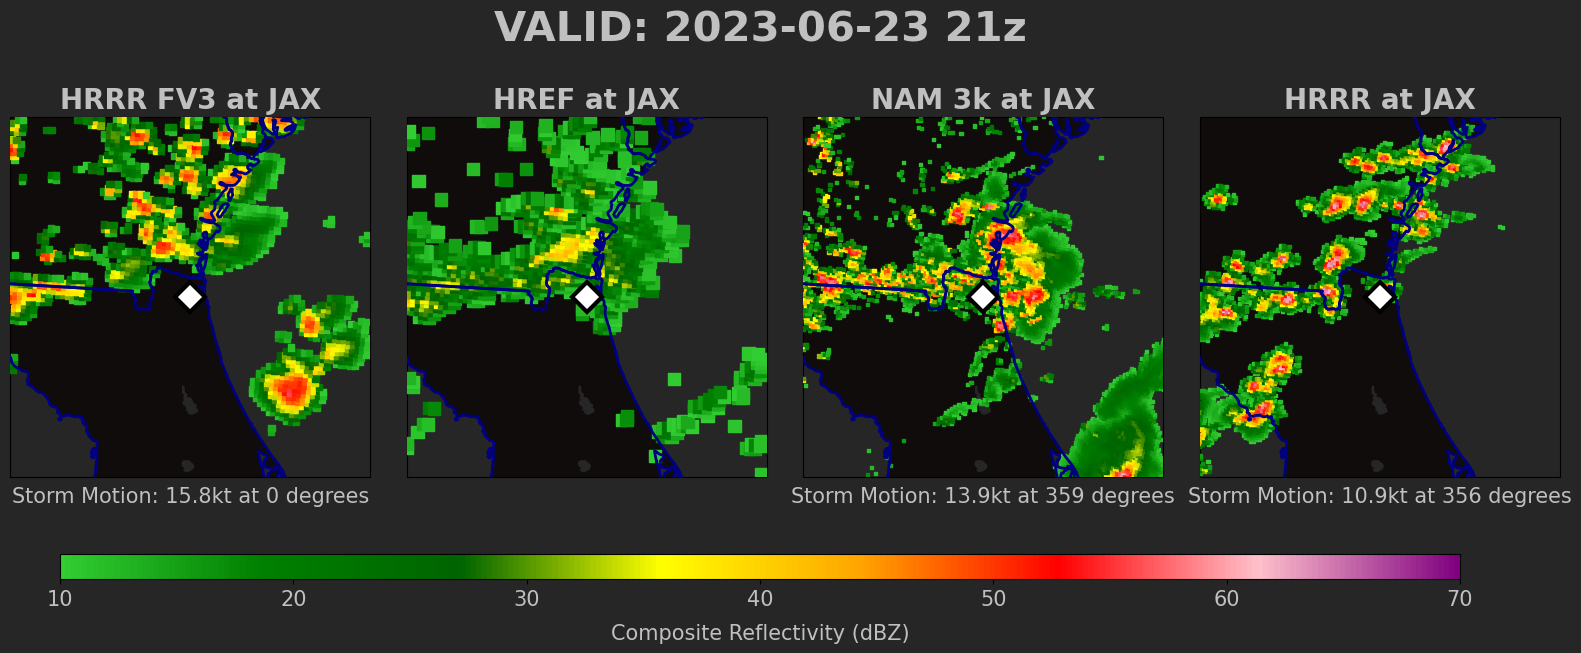 VALID: 2023-06-23 21z
HRRR FV3 at JAX
HREF at JAX
NAM 3k at JAX
HRRR at JAX
Storm Motion: 15.8kt at 0 degrees
Storm Motion: 13.9kt at 359 degrees
Storm Motion: 10.9kt at 356 degrees
10 20 30 40 50 60 70
Composite Reflectivity (dBZ)